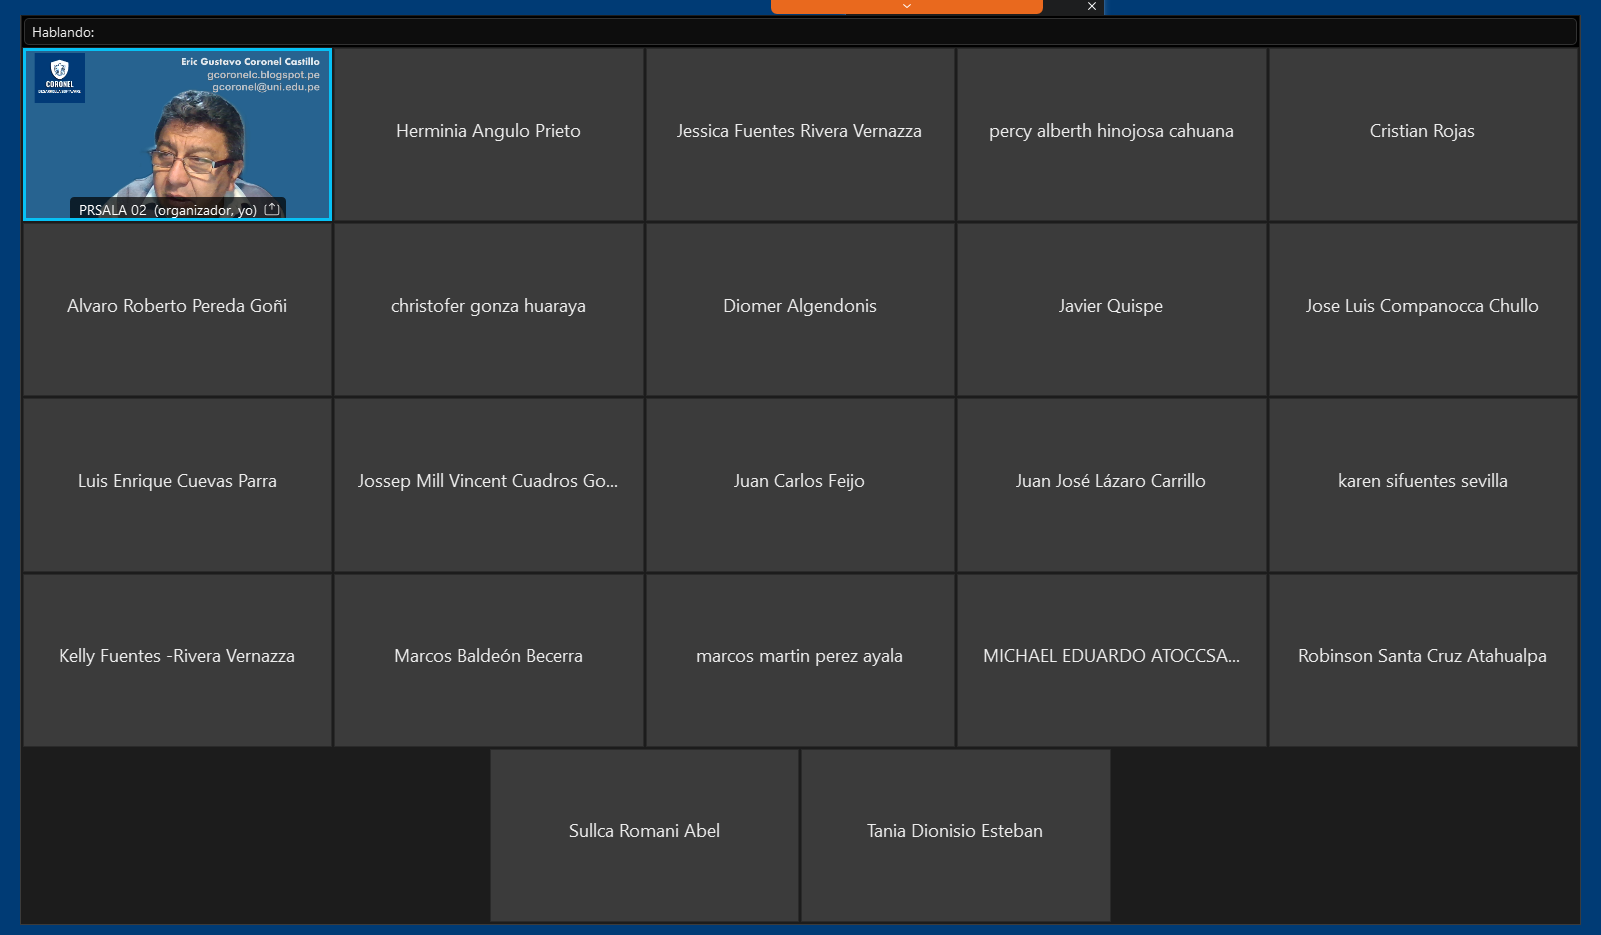 Hablando:
CORONEL
Eric Gustavo Coronel Castillo
gcoronelc.blogspot.pe
gcoronel@uni.edu.pe
PRSALA 02 (organizador, yo)
Herminia Angulo Prieto
Jessica Fuentes Rivera Vernazza
percy alberth hinojosa cahuana
Cristian Rojas
Alvaro Roberto Pereda Goñi
christofer gonza huaraya
Diomer Algendonis
Javier Quispe
Jose Luis Companocca Chullo
Luis Enrique Cuevas Parra
Jossep Mill Vincent Cuadros Go...
Juan Carlos Feijo
Juan José Lázaro Carrillo
karen sifuentes sevilla
Kelly Fuentes -Rivera Vernazza
Marcos Baldeón Becerra
marcos martin perez ayala
MICHAEL EDUARDO ATOCCSA...
Robinson Santa Cruz Atahualpa
Sullca Romani Abel
Tania Dionisio Esteban